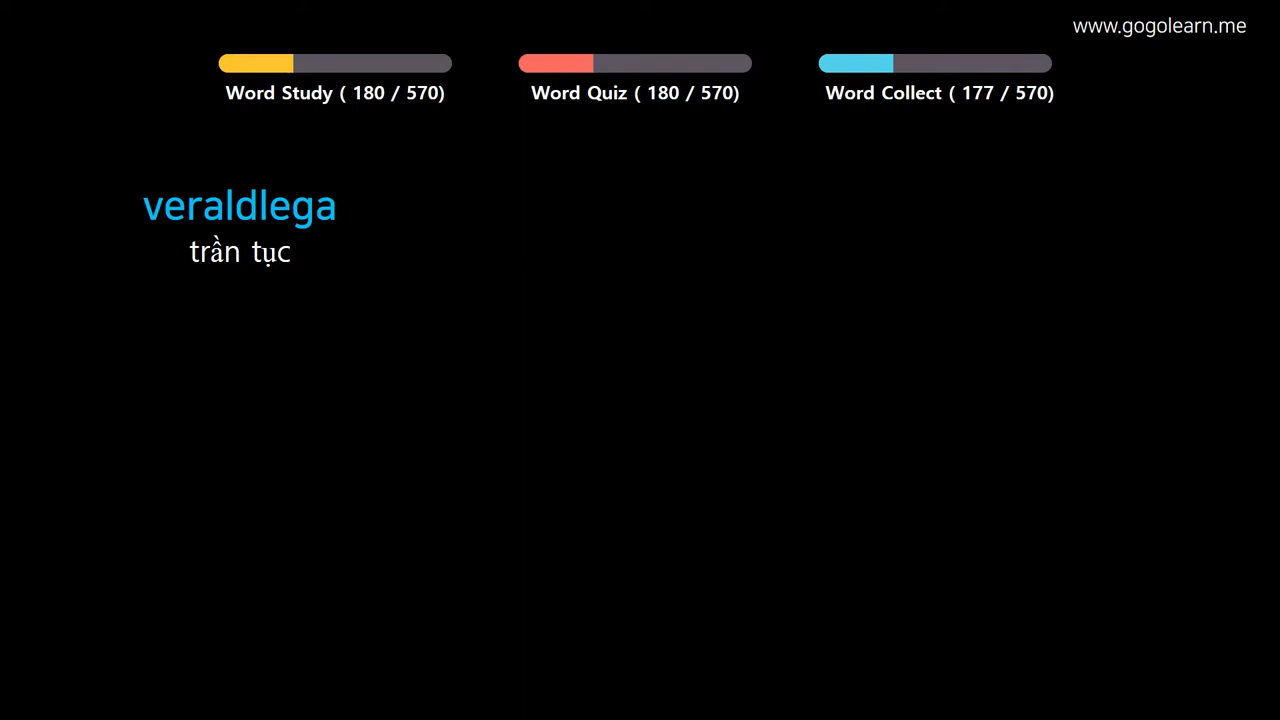 www.gogolearn.me
Word Study ( 180 / 570)
Word Quiz ( 180 / 570)
Word Collect ( 177 / 570)
veraldlega
trần tục